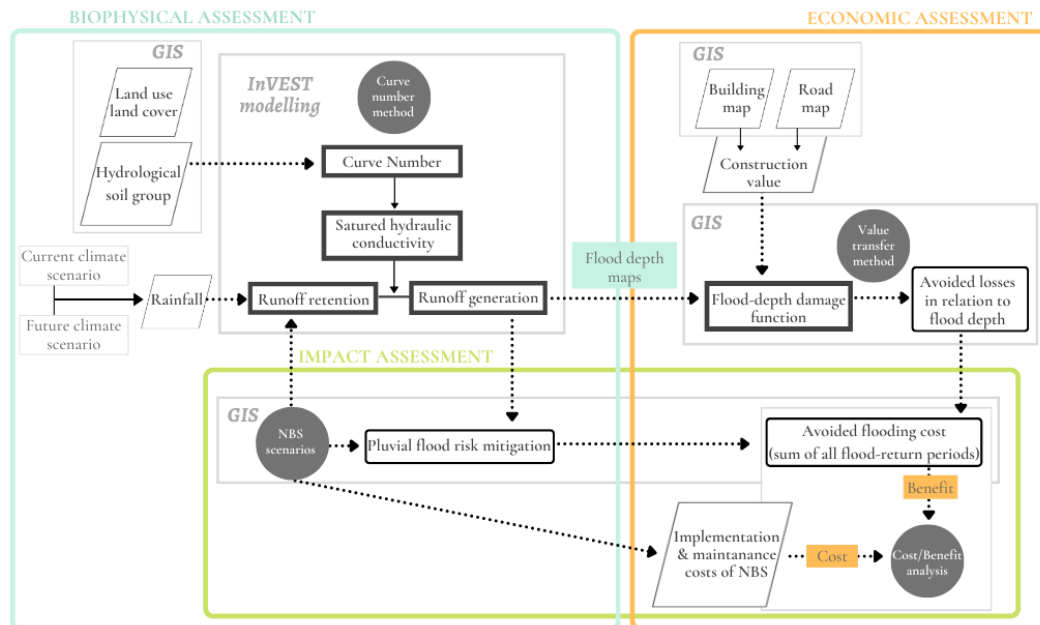 BIOPHYSICAL ASSESSMENT
ECONOMIC ASSESSMENT
GIS
Land use
land cover
Hydrological
soil group
InVEST
modelling
Curve
number
method
Curve Number
Satured hydraulic
conductivity
Runoff retention
Runoff generation
Current climate
scenario
Future climate
scenario
Rainfall
Flood depth
maps
GIS
Building
map
Road
map
Construction
value
GIS
Value
transfer
method
Flood-depth damage
function
Avoided losses
in relation to
flood depth
IMPACT ASSESSMENT
GIS
NBS
scenarios
Pluvial flood risk mitigation
Avoided flooding cost
(sum of all flood-return periods)
Benefit
Implementation
& maintanance
costs of NBS
Cost
Cost/Benefit
analysis